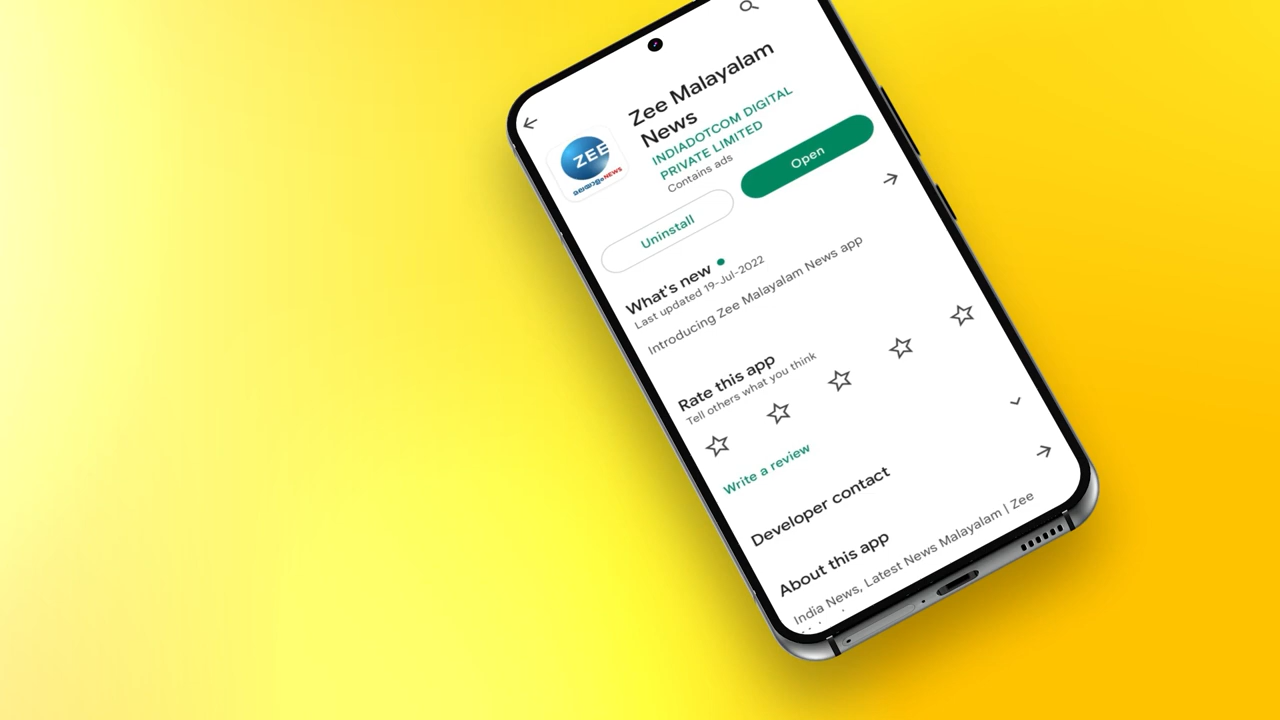 Zee Malayalam
News
INDIADOTCOM DIGITAL
PRIVATE LIMITED
Contains ads
ZEE
മലയാളം NEWS
Uninstall
Open
What's new
Last updated 19-Jul-2022
Introducing Zee Malayalam News app
Rate this app
Tell others what you think
Write a review
Developer contact
About this app
India News, Latest News Malayalam | Zee